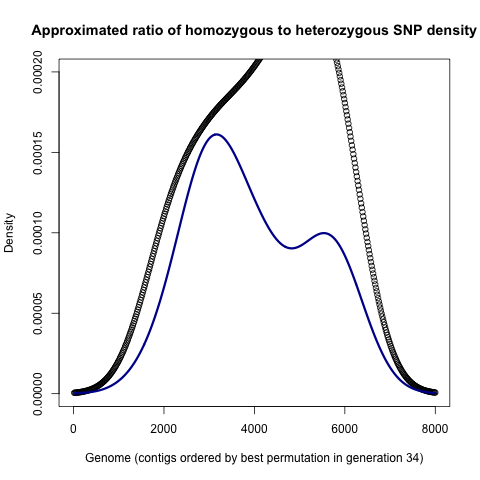 Approximated ratio of homozygous to heterozygous SNP density
0.00020
0.00015
0.00010
0.00005
0.00000
Density
0 2000 4000 6000 8000
Genome (contigs ordered by best permutation in generation 34)